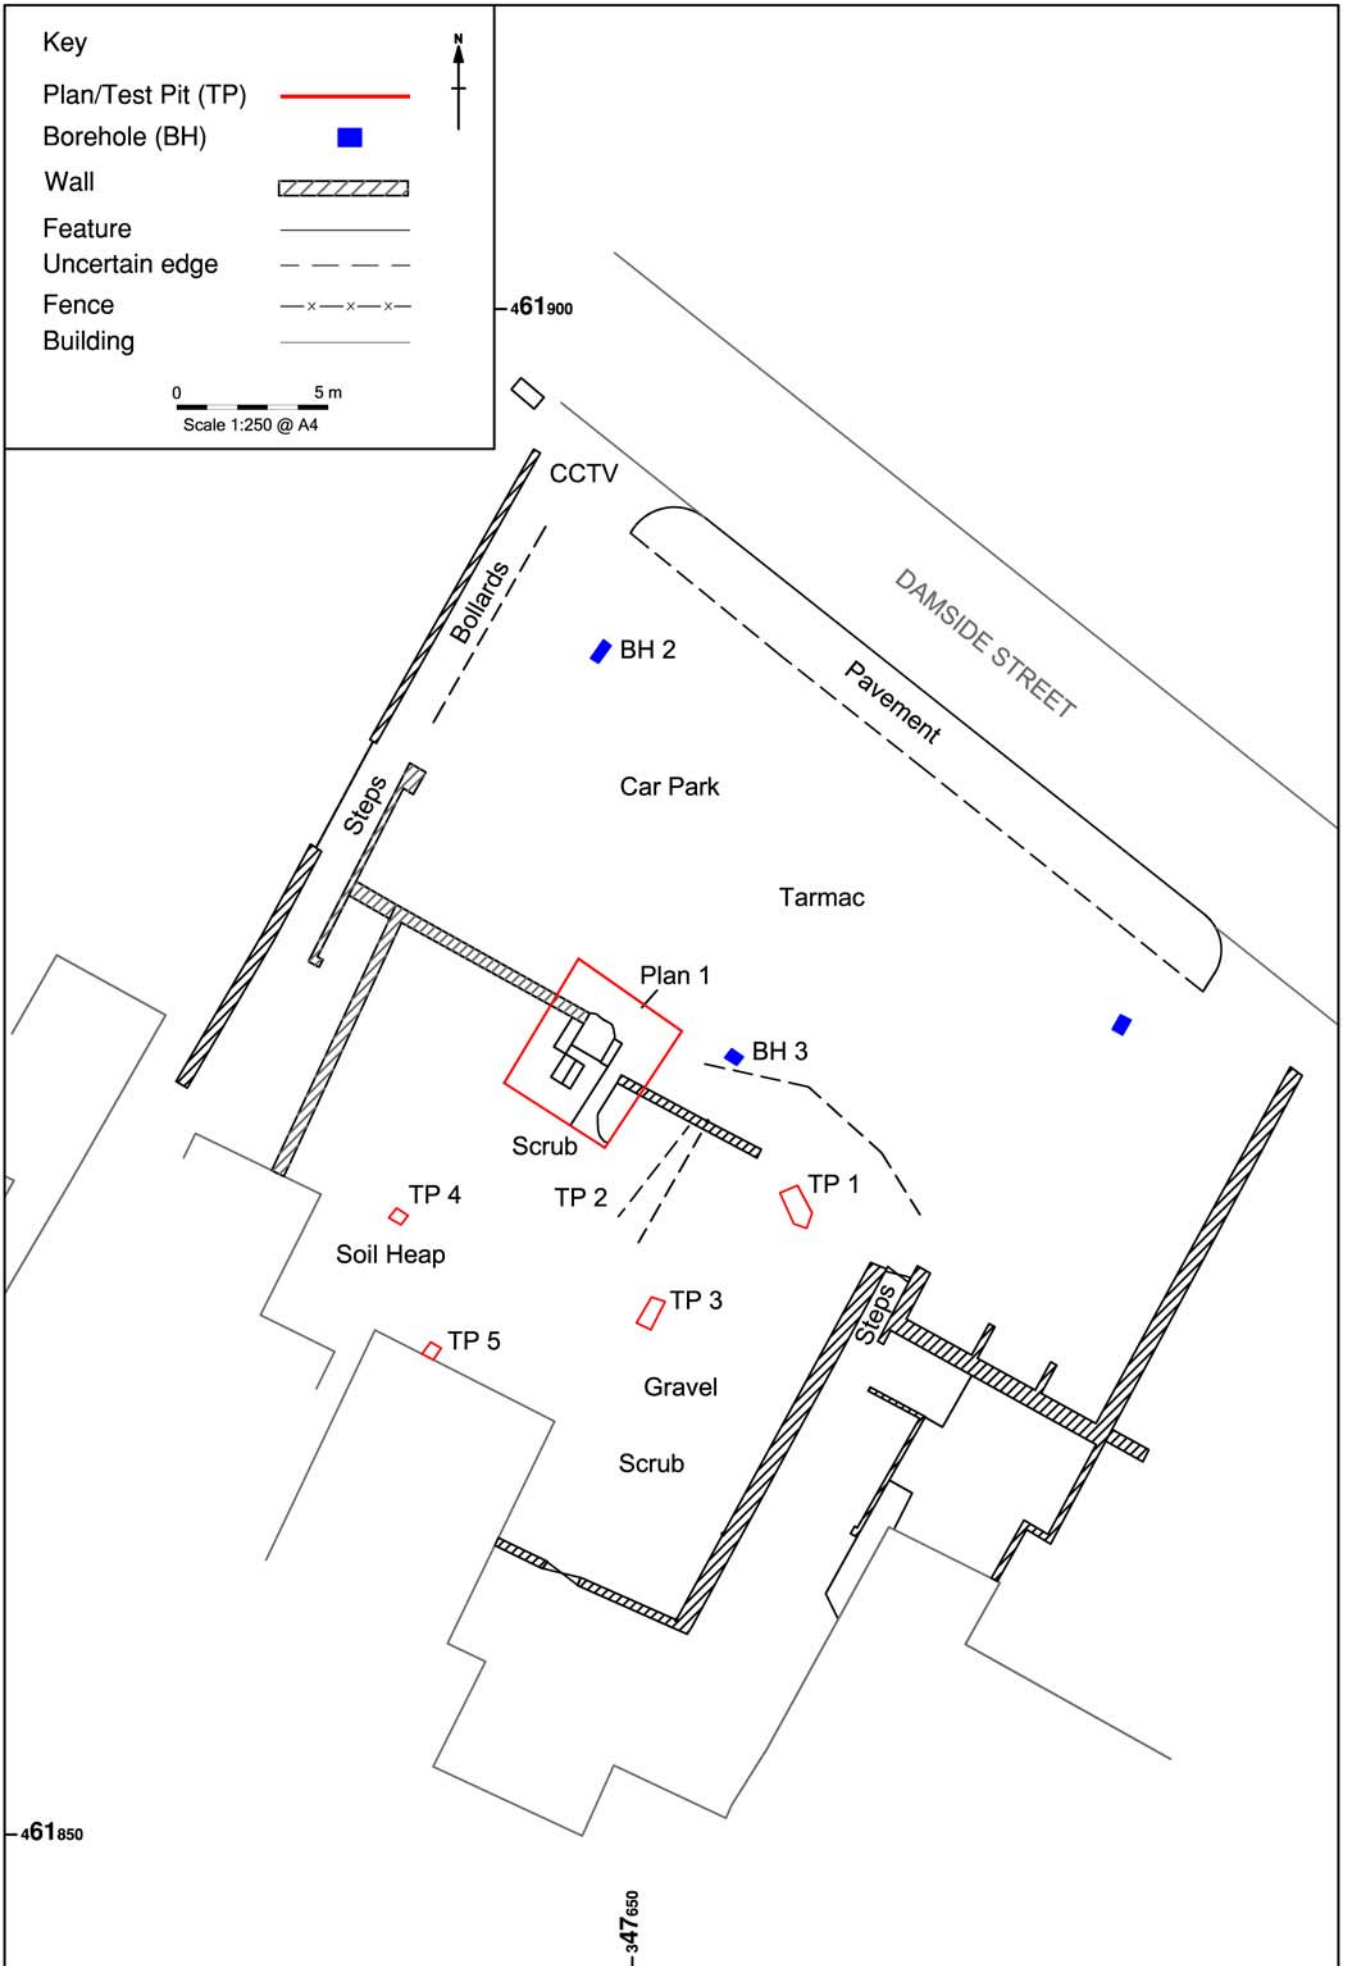 Key
N
Plan/Test Pit (TP)
Borehole (BH)
Wall
Feature
Uncertain edge
Fence
Building
0 5 m
Scale 1:250 @ A4
461900
CCTV
Bollards
DAMSIDE STREET
BH 2
Pavement
Car Park
Steps
Tarmac
Plan 1
BH 3
Scrub
TP 1
TP 2
TP 4
Soil Heap
TP 3
Steps
TP 5
Gravel
Scrub
461850
347650